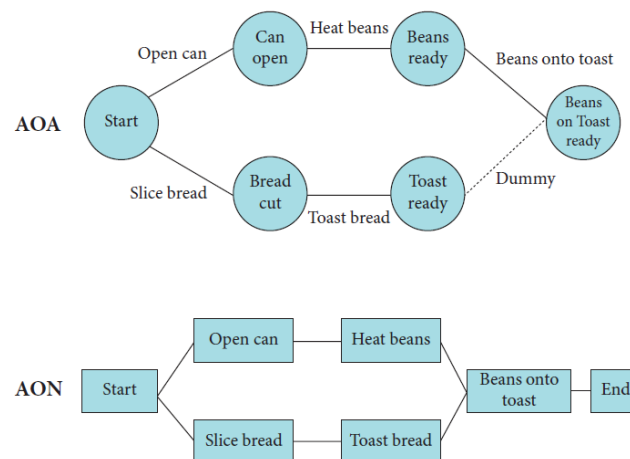 Can
open
Heat beans
Beans
ready
Open can
Beans onto toast
AOA
Start
Beans
on Toast
ready
Slice bread
Bread
cut
Toast bread
Toast
ready
Dummy
Open can
Heat beans
AON
Start
Beans onto
toast
End
Slice bread
Toast bread